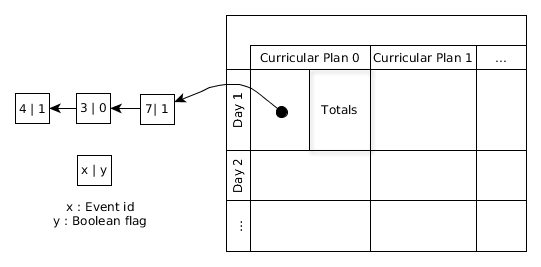 Curricular Plan 0 Curricular Plan 1 ...
4 | 1 3 | 0 7| 1 Day 1 Totals
x | y Day 2
x : Event id
y : Boolean flag
...